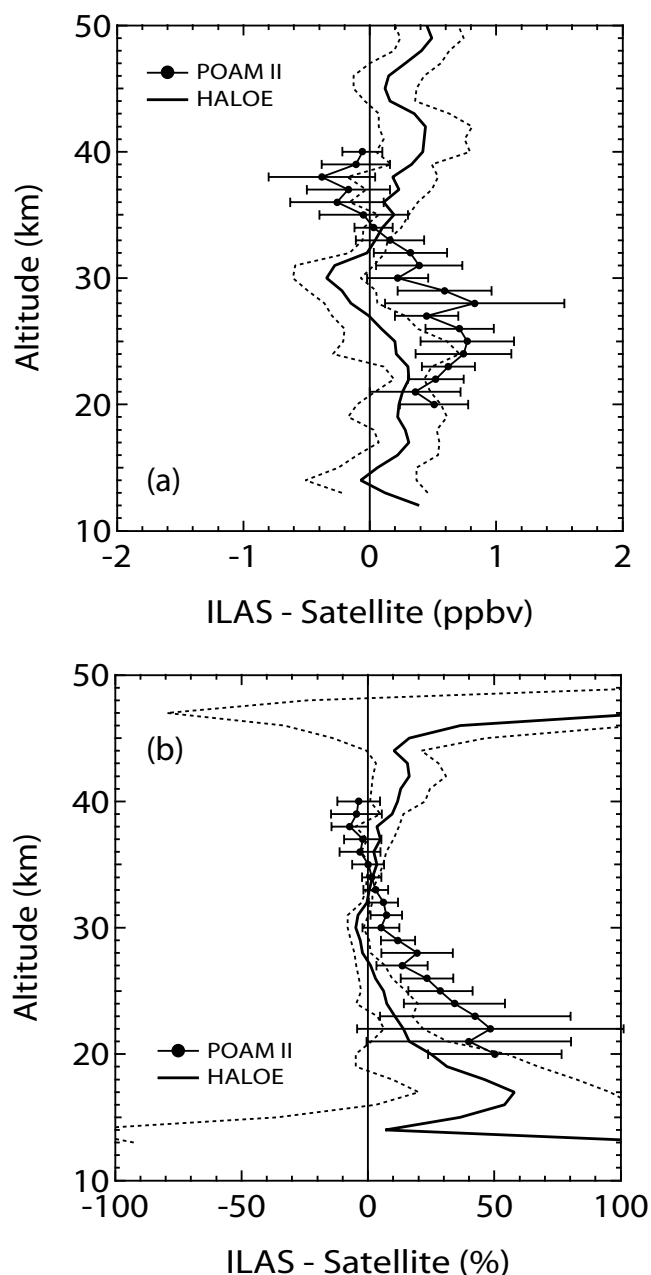 50
POAM II
HALOE
40
Altitude (km)
30
20
(a)
10
-2
-1
0
1
2
ILAS - Satellite (ppbv)
50
(b)
40
Altitude (km)
30
POAM II
20
HALOE
10
-100
-50
0
50
100
ILAS - Satellite (%)